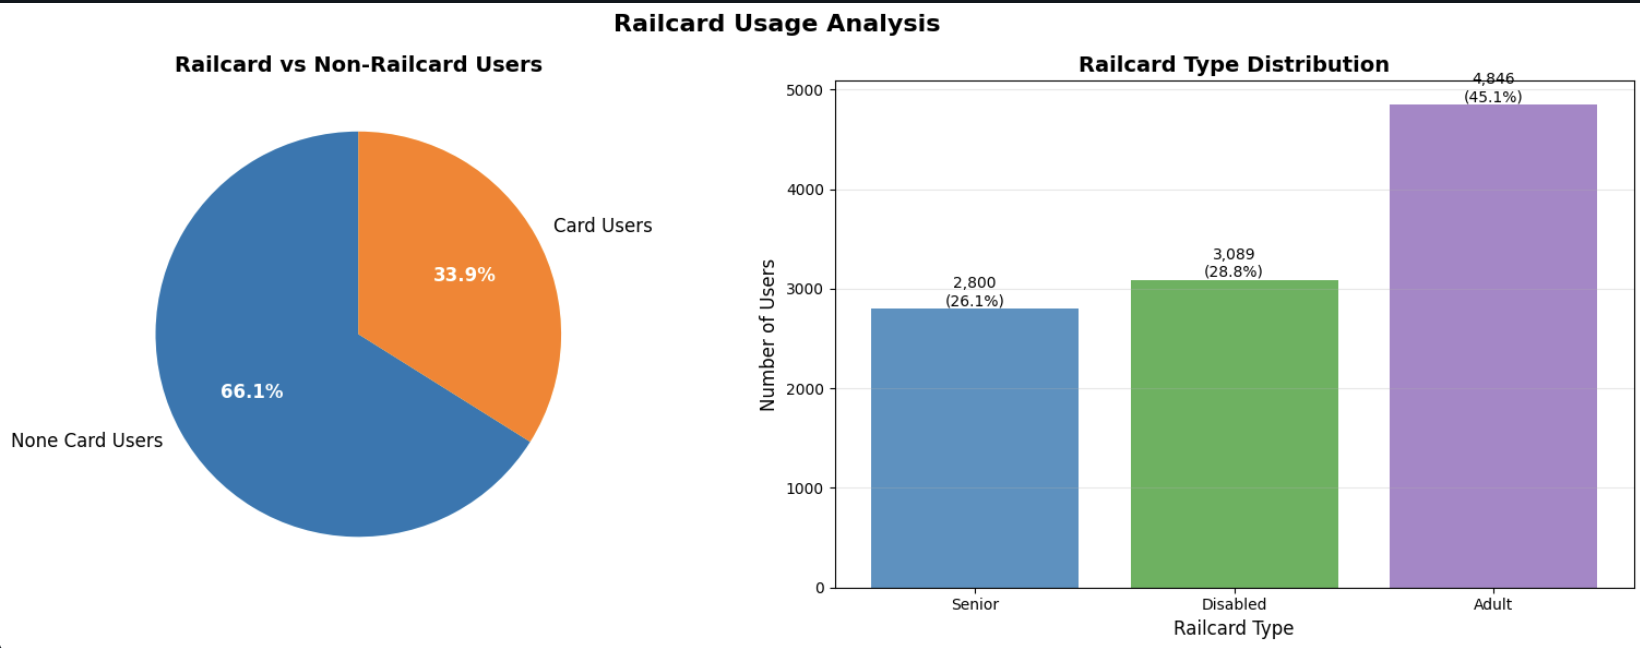 Railcard Usage Analysis
Railcard vs Non-Railcard Users
Card Users
33.9%
66.1%
None Card Users
Railcard Type Distribution
Number of Users
5000
4000
3000
2000
1000
0
2,800
(26.1%)
3,089
(28.8%)
4,846
(45.1%)
Senior
Disabled
Adult
Railcard Type